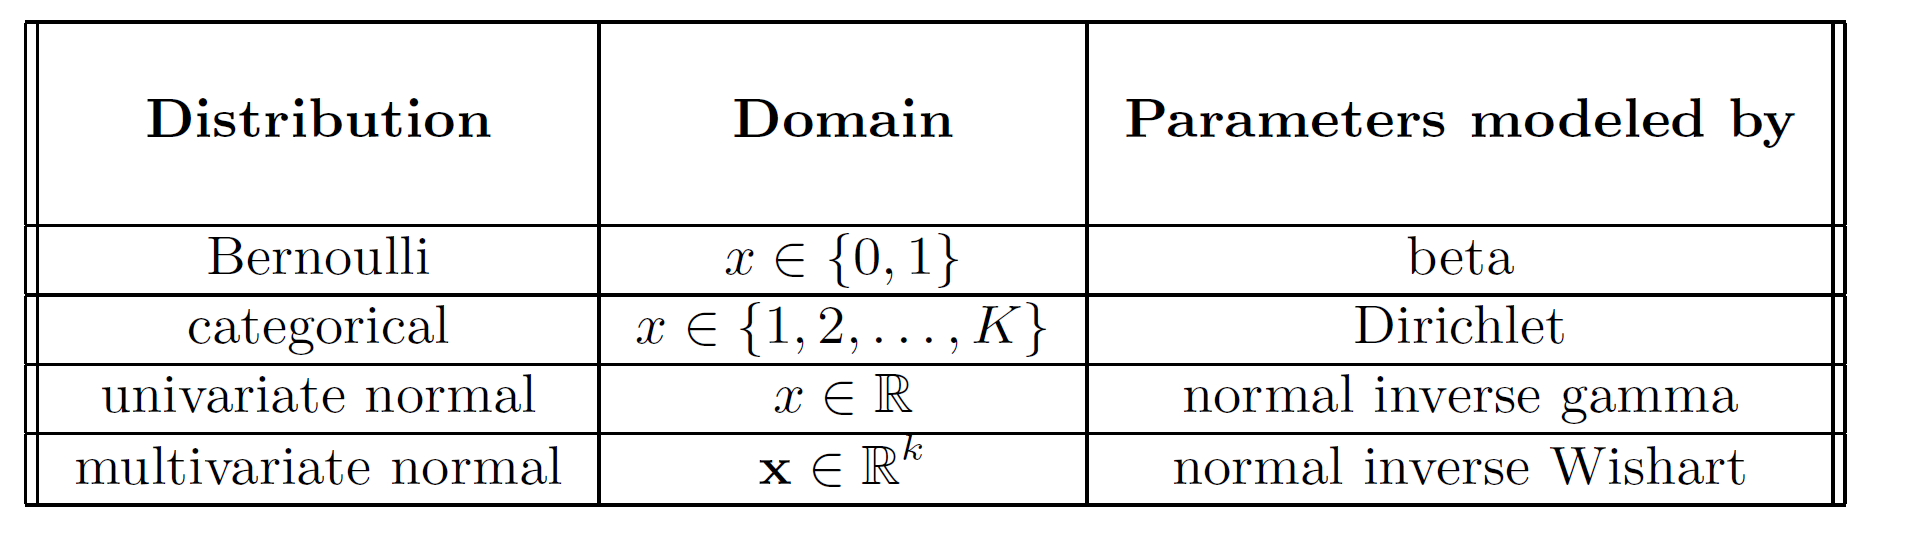 Distribution Domain Parameters modeled by
Bernoulli x ∈ {0, 1} beta
categorical x ∈ {1, 2, . . . , K} Dirichlet
univariate normal x ∈ ℝ normal inverse gamma
multivariate normal 𝐱 ∈ ℝᵏ normal inverse Wishart